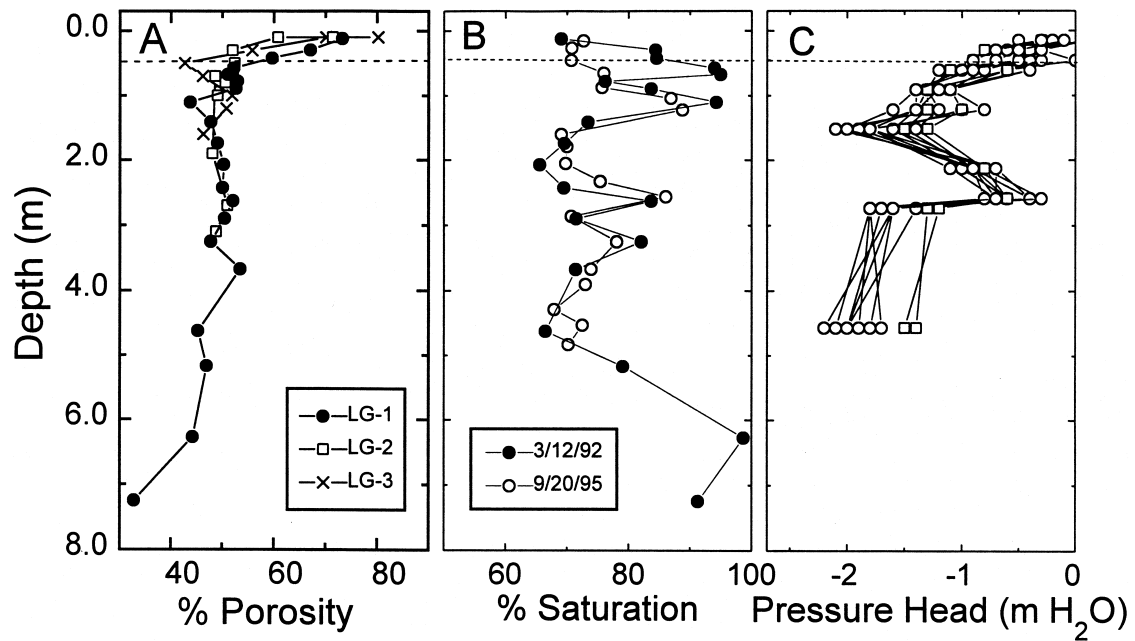 A
B
C
0.0
2.0
4.0
6.0
8.0
Depth (m)
LG-1
LG-2
LG-3
3/12/92
9/20/95
40 60 80
60 80 100
-2 -1 0
% Porosity
% Saturation
Pressure Head (m H2O)